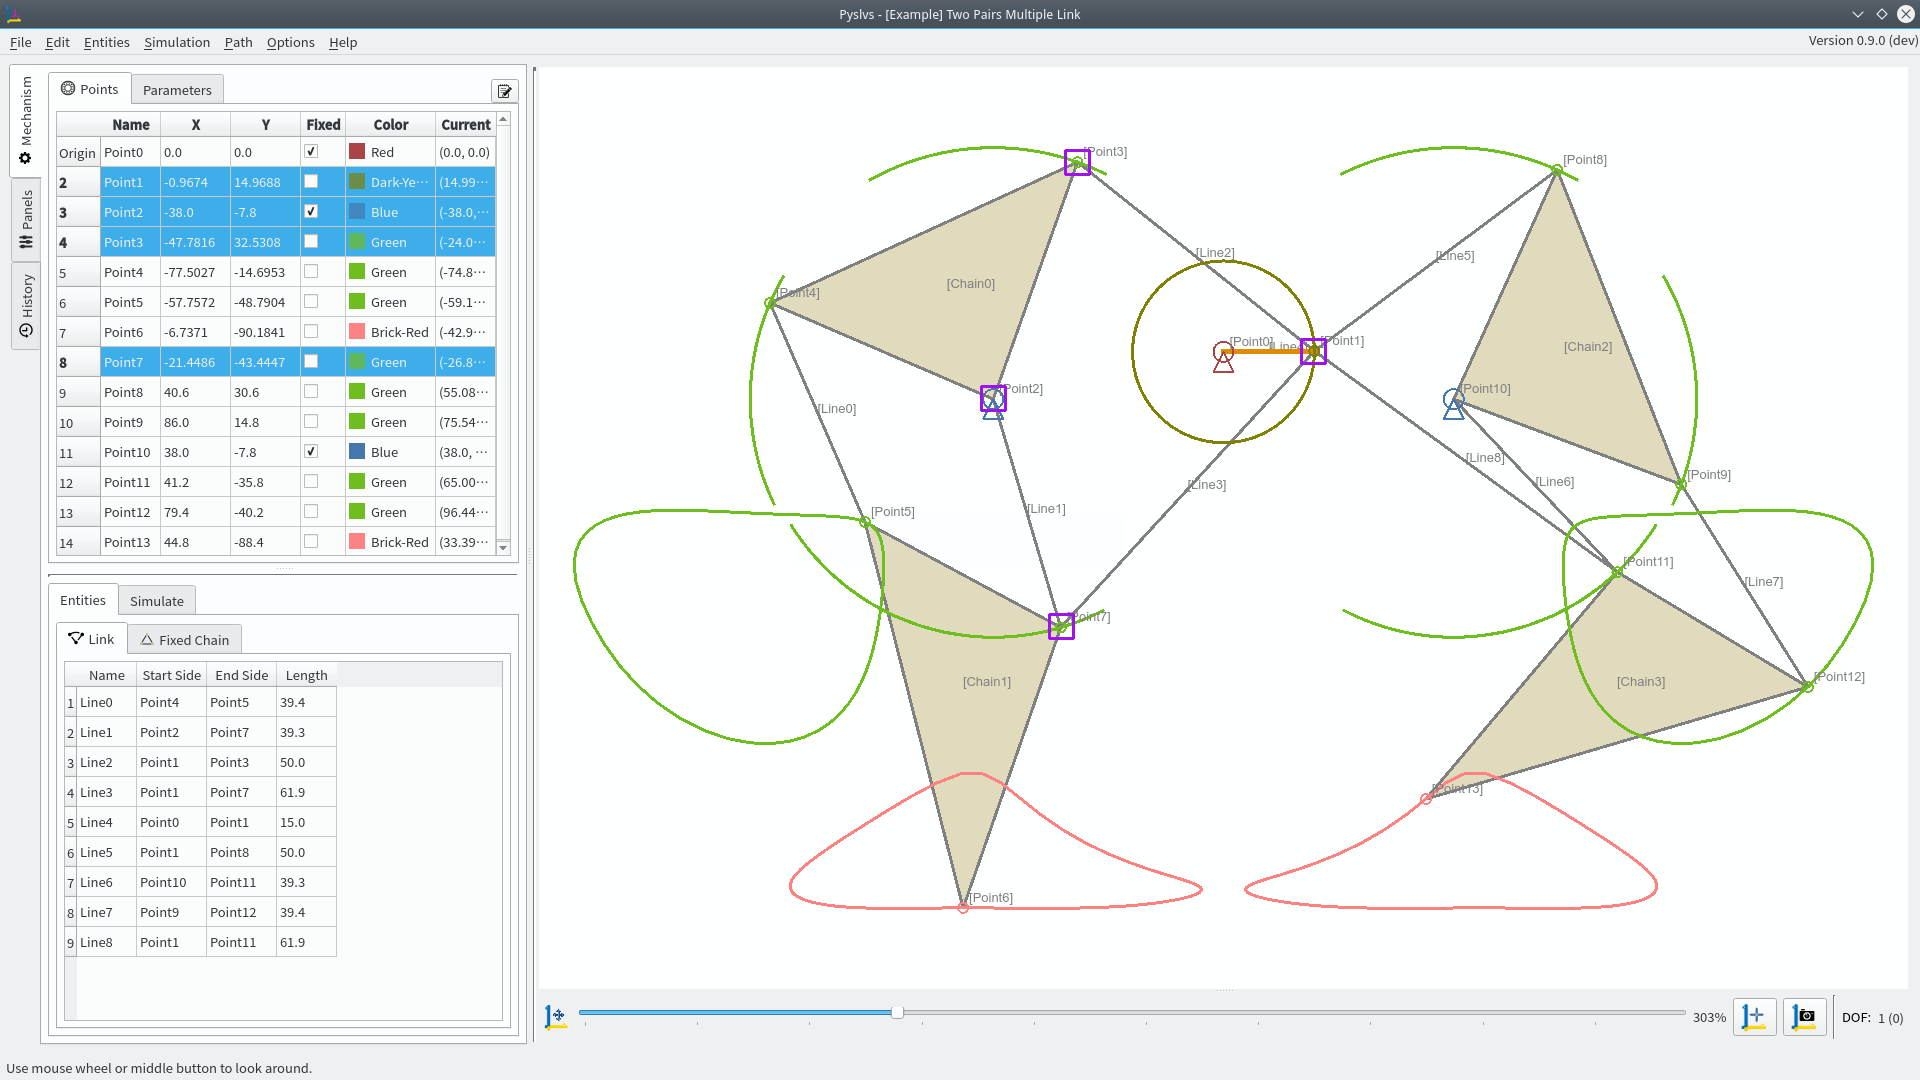 Pyslvs - [Example] Two Pairs Multiple Link
File Edit Entities Simulation Path Options Help
Version 0.9.0 (dev)
Mechanism
Panels
History
Points Parameters
Name X Y Fixed Color Current
Origin Point0 0.0 0.0 Red (0.0, 0.0)
2 Point1 -0.9674 14.9688 Dark-Ye··· (14.99···
3 Point2 -38.0 -7.8 Blue (-38.0,···
4 Point3 -47.7816 32.5308 Green (-24.0···
5 Point4 -77.5027 -14.6953 Green (-74.8···
6 Point5 -57.7572 -48.7904 Green (-59.1···
7 Point6 -6.7371 -90.1841 Brick-Red (-42.9···
8 Point7 -21.4486 -43.4447 Green (-26.8···
9 Point8 40.6 30.6 Green (55.08···
10 Point9 86.0 14.8 Green (75.54···
11 Point10 38.0 -7.8 Blue (38.0, ···
12 Point11 41.2 -35.8 Green (65.00···
13 Point12 79.4 -40.2 Green (96.44···
14 Point13 44.8 -88.4 Brick-Red (33.39···
Entities Simulate
Link Fixed Chain
Name Start Side End Side Length
1 Line0 Point4 Point5 39.4
2 Line1 Point2 Point7 39.3
3 Line2 Point1 Point3 50.0
4 Line3 Point1 Point7 61.9
5 Line4 Point0 Point1 15.0
6 Line5 Point1 Point8 50.0
7 Line6 Point10 Point11 39.3
8 Line7 Point9 Point12 39.4
9 Line8 Point1 Point11 61.9
[Point3]
[Point8]
[Line2]
[Line5]
[Chain0]
[Point4]
[Point0]
[Line4]
[Point1]
[Chain2]
[Point2]
[Point10]
[Line0]
[Line8]
[Line3]
[Line6]
[Point9]
[Point5]
[Line1]
[Point11]
[Line7]
[Point7]
[Chain1]
[Chain3]
[Point12]
[Point13]
[Point6]
303%
DOF: 1 (0)
Use mouse wheel or middle button to look around.